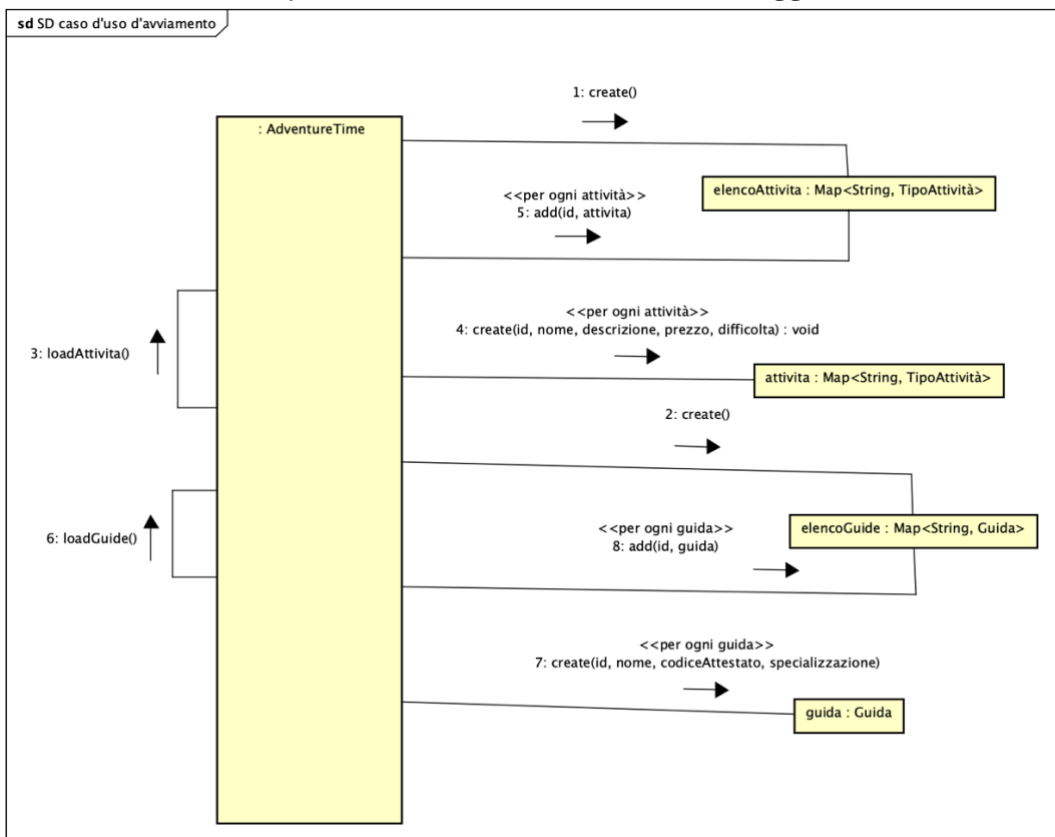 sd SD caso d'uso d'avviamento
1: create()
: AdventureTime
elencoAttivita : Map<String, TipoAttività>
<<per ogni attività>>
5: add(id, attivita)
<<per ogni attività>>
4: create(id, nome, descrizione, prezzo, difficolta) : void
3: loadAttivita()
attivita : Map<String, TipoAttività>
2: create()
<<per ogni guida>>
8: add(id, guida)
elencoGuide : Map<String, Guida>
6: loadGuide()
<<per ogni guida>>
7: create(id, nome, codiceAttestato, specializzazione)
guida : Guida